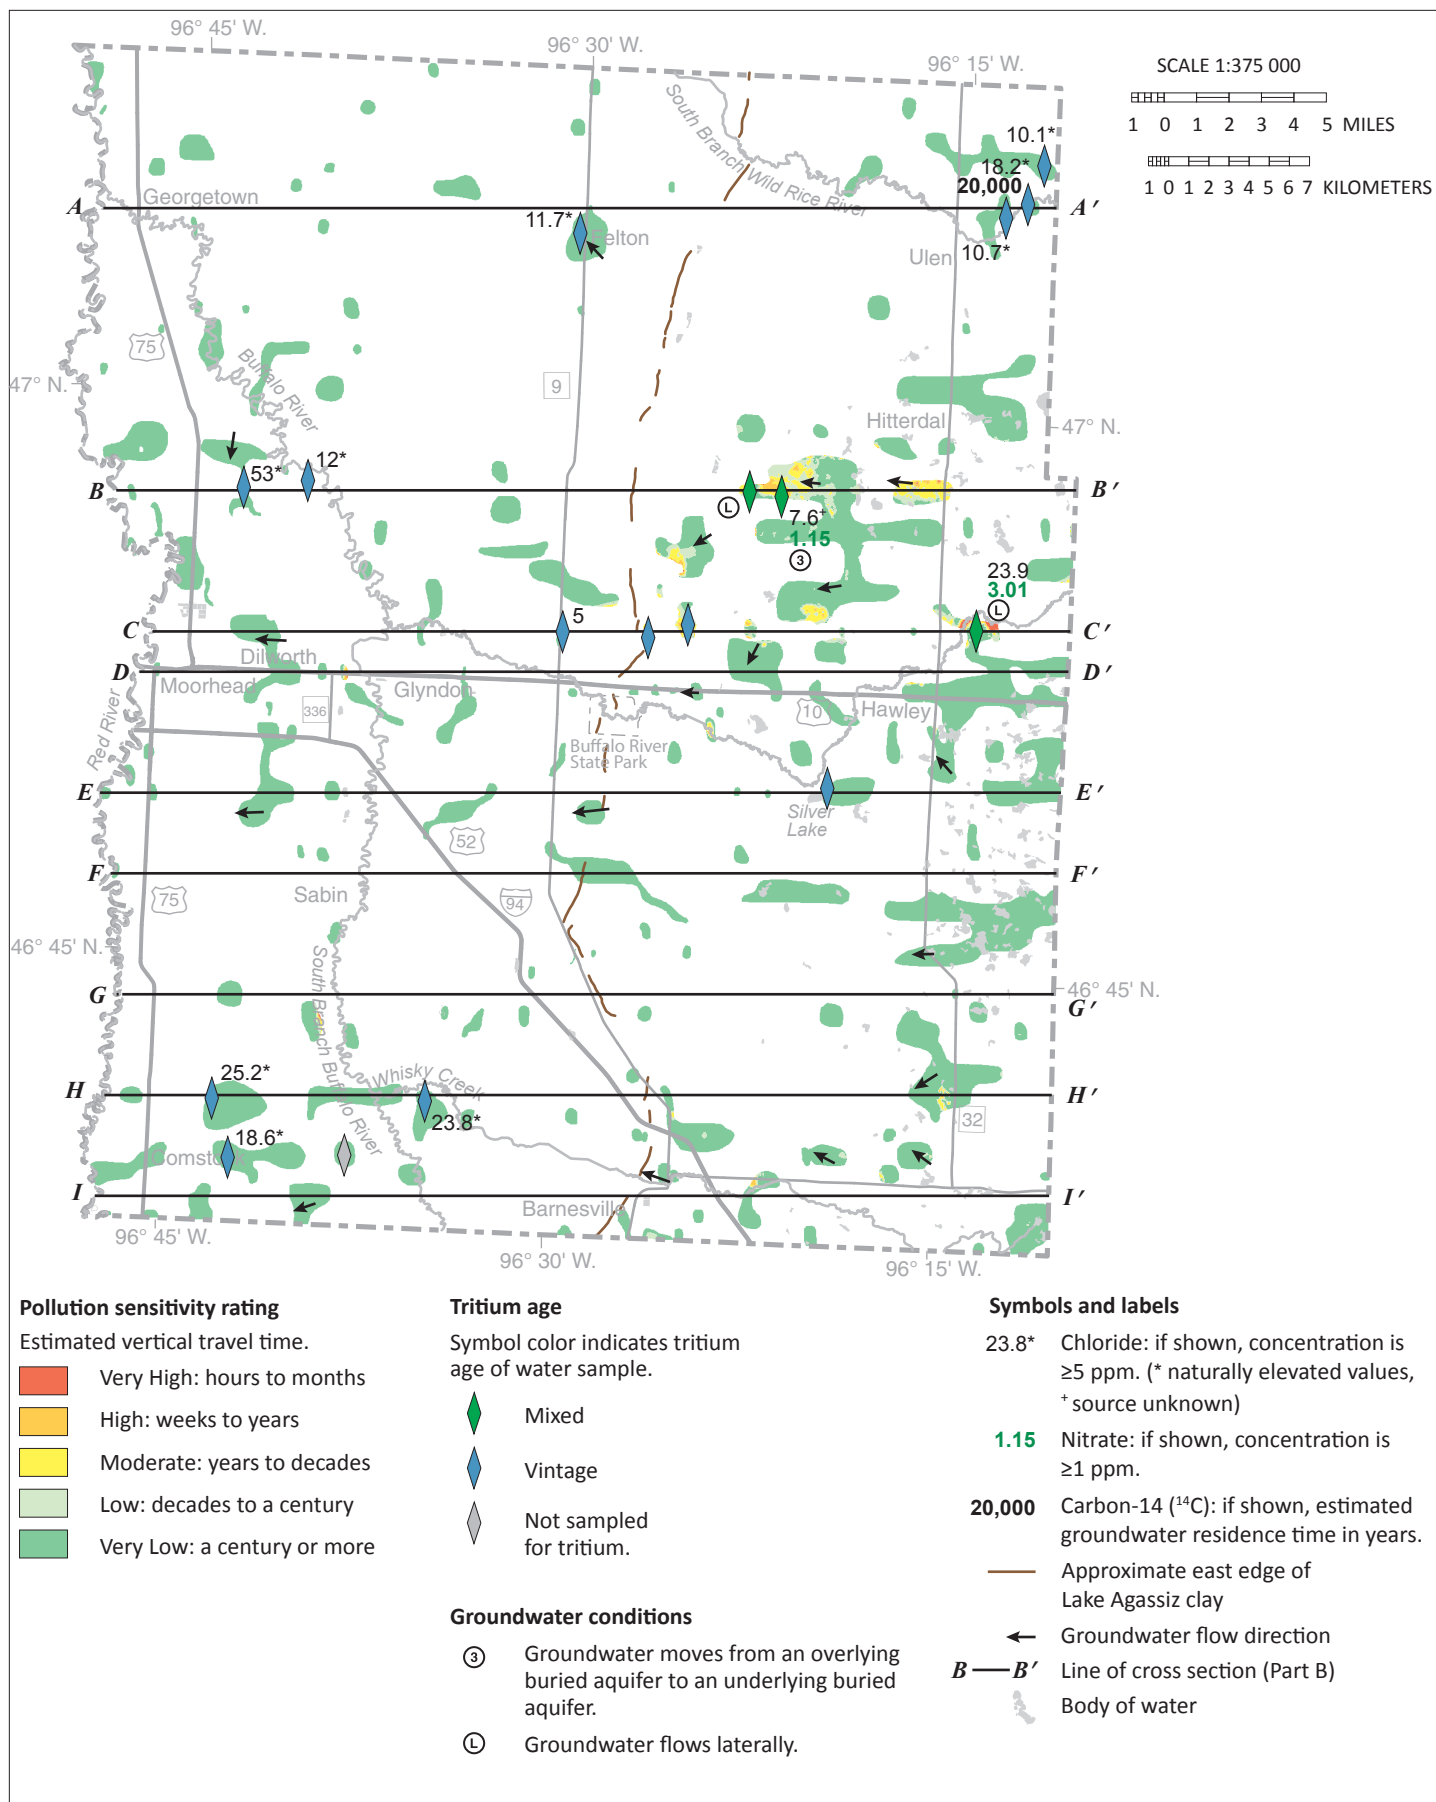 96° 45' W.
96° 30' W.
96° 15' W.
SCALE 1:375 000
1 0 1 2 3 4 5 MILES
1 0 1 2 3 4 5 6 7 KILOMETERS
South Branch Wild Rice River
10.1*
18.2*
20,000
Georgetown
A
A′
11.7*
Felton
Ulen
10.7*
75
Buffalo River
47° N.
9
Hitterdal
47° N.
53*
12*
B
B′
L
7.6+
1.15
3
23.9
3.01
L
5
C
C′
Dilworth
D
D′
Moorhead
Glyndon
336
10
Hawley
Red River
Buffalo River
State Park
E
E′
Silver
Lake
52
F
F′
75
Sabin
94
46° 45' N.
South Branch Buffalo River
G
G′
46° 45' N.
25.2*
Whisky Creek
H
H′
23.8*
32
18.6*
Comstock
I
I′
Barnesville
96° 45' W.
96° 30' W.
96° 15' W.
Pollution sensitivity rating
Estimated vertical travel time.
Very High: hours to months
High: weeks to years
Moderate: years to decades
Low: decades to a century
Very Low: a century or more
Tritium age
Symbol color indicates tritium
age of water sample.
Mixed
Vintage
Not sampled
for tritium.
Groundwater conditions
3 Groundwater moves from an overlying
buried aquifer to an underlying buried
aquifer.
L Groundwater flows laterally.
Symbols and labels
23.8* Chloride: if shown, concentration is
≥5 ppm. (* naturally elevated values,
+ source unknown)
1.15 Nitrate: if shown, concentration is
≥1 ppm.
20,000 Carbon-14 (14C): if shown, estimated
groundwater residence time in years.
Approximate east edge of
Lake Agassiz clay
Groundwater flow direction
B B′ Line of cross section (Part B)
Body of water